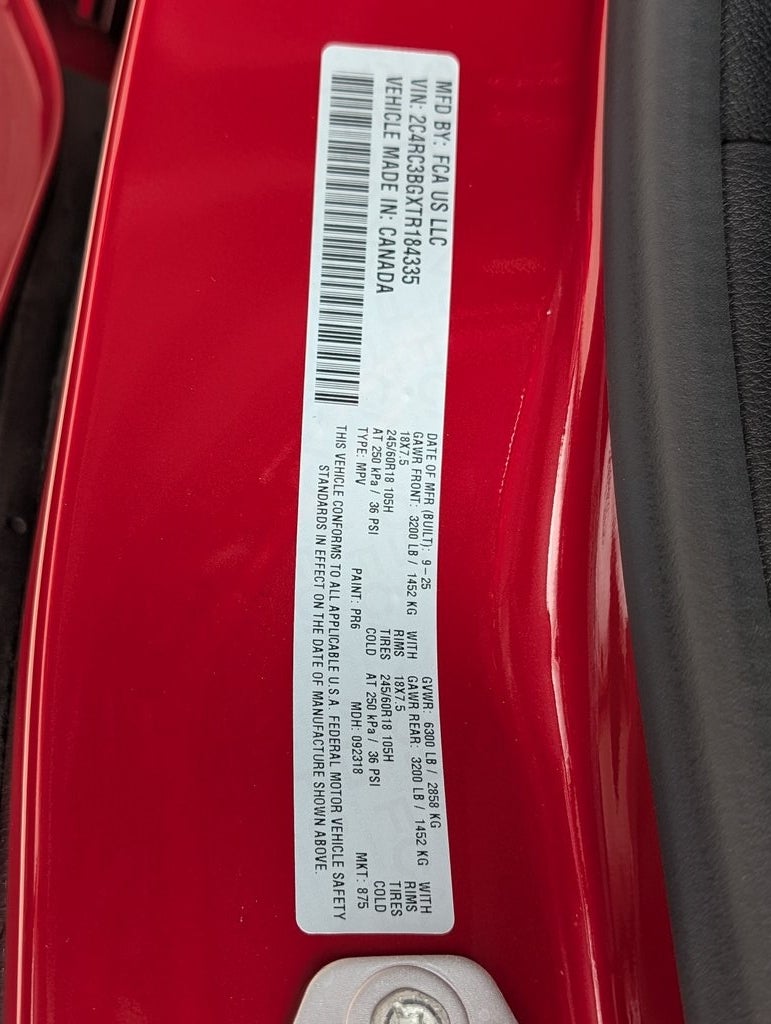 MFD BY: FCA US LLC
VIN: 2C4RC3BGXTR184335
VEHICLE MADE IN: CANADA
DATE OF MFR (BUILT): 9-25 GVWR: 6300 LB / 2858 KG
GAWR FRONT: 3200 LB / 1452 KG WITH GAWR REAR: 3200 LB / 1452 KG WITH
18X7.5 RIMS 18X7.5 RIMS
245/60R18 105H TIRES 245/60R18 105H TIRES
AT 250 kPa / 36 PSI COLD AT 250 kPa / 36 PSI COLD
TYPE: MPV PAINT: PR6 MDH: 092318 MKT: 875
THIS VEHICLE CONFORMS TO ALL APPLICABLE U.S.A. FEDERAL MOTOR VEHICLE SAFETY
STANDARDS IN EFFECT ON THE DATE OF MANUFACTURE SHOWN ABOVE.